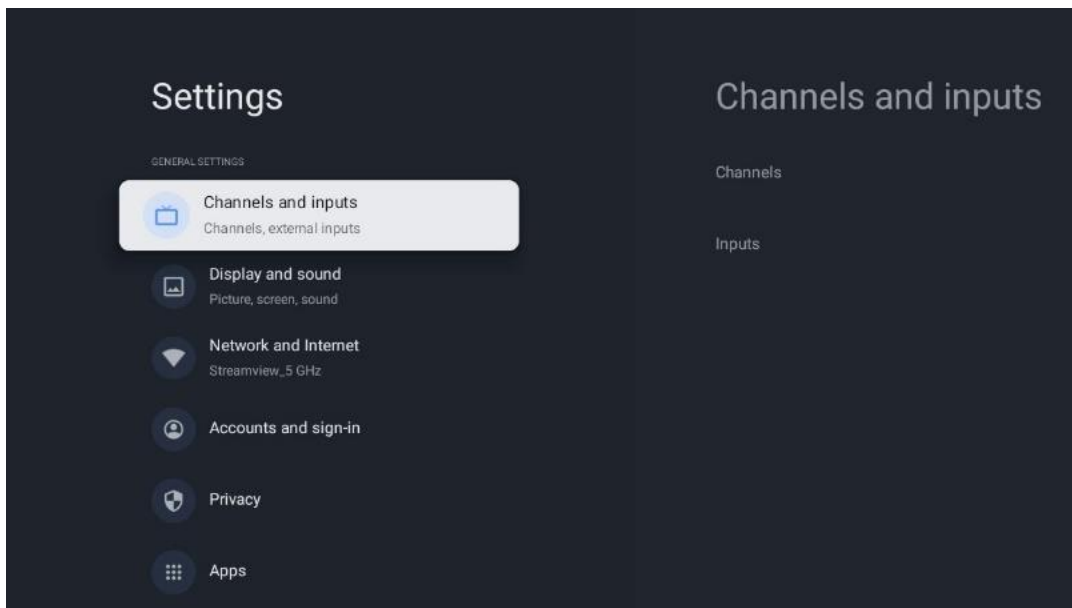 Settings
GENERAL SETTINGS
Channels and inputs
Channels, external inputs
Display and sound
Picture, screen, sound
Network and Internet
Streamview_5 GHz
Accounts and sign-in
Privacy
Apps
Channels and inputs
Channels
Inputs